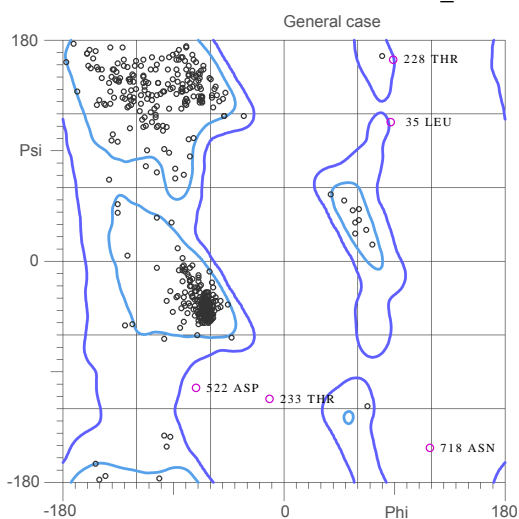 General case
180
228 THR
35 LEU
Psi
0
522 ASP
233 THR
718 ASN
-180
-180 0 Phi 180